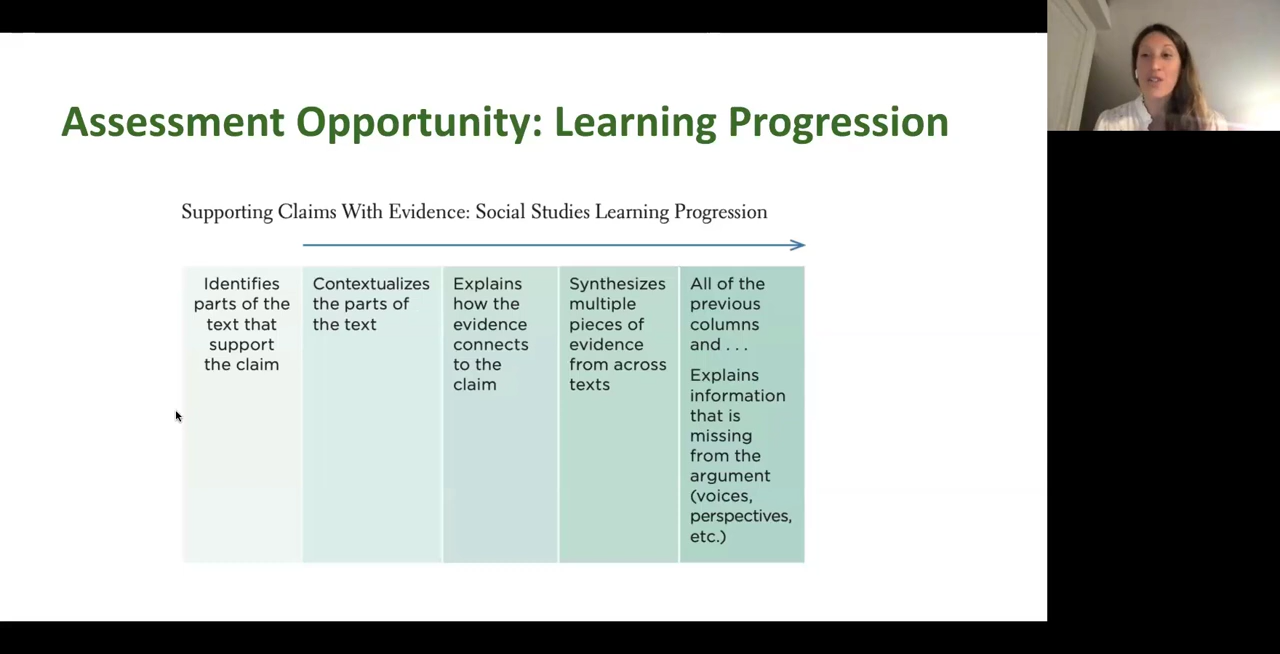 Assessment Opportunity: Learning Progression
Supporting Claims With Evidence: Social Studies Learning Progression
Identifies
parts of the
text that
support
the claim
Contextualizes
the parts of
the text
Explains
how the
evidence
connects
to the
claim
Synthesizes
multiple
pieces of
evidence
from across
texts
All of the
previous
columns
and . . .
Explains
information
that is
missing
from the
argument
(voices,
perspectives,
etc.)